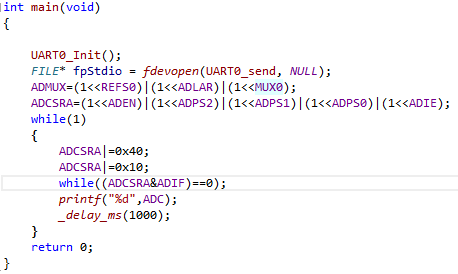 int main(void)
{
UART0_Init();
FILE* fpStdio = fdevopen(UART0_send, NULL);
ADMUX=(1<<REFS0)|(1<<ADLAR)|(1<<MUX0);
ADCSRA=(1<<ADEN)|(1<<ADPS2)|(1<<ADPS1)|(1<<ADPS0)|(1<<ADIE);
while(1)
{
ADCSRA|=0x40;
ADCSRA|=0x10;
while((ADCSRA&ADIF)==0);
printf("%d",ADC);
_delay_ms(1000);
}
return 0;
}